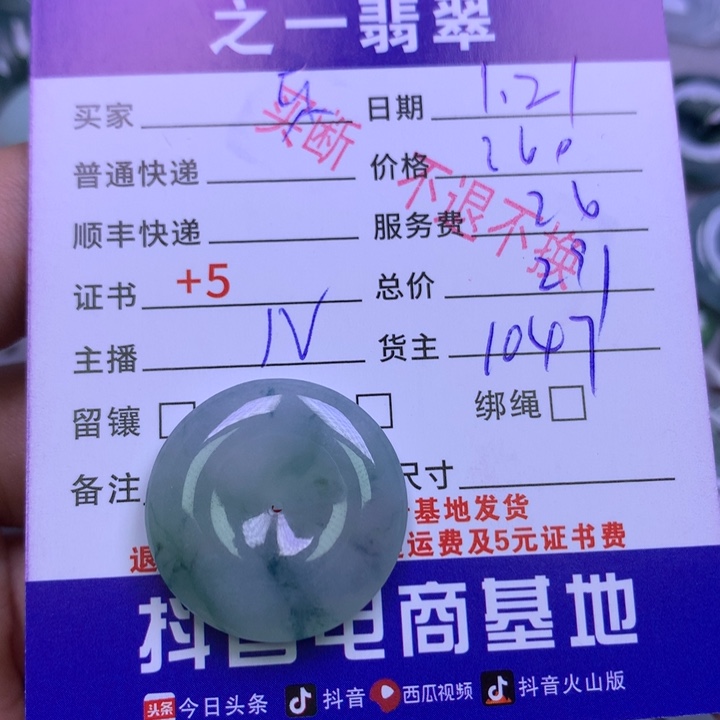 之一翡翠
买家 日期 1.21
卖断
普通快递 价格 260
不退不换
顺丰快递 服务费 26
证书 +5 总价 291
主播 IV 货主 1047
留镶 绑绳
备注 尺寸
基地发货
退 运费及5元证书费
抖音电商基地
头条 今日头条 抖音 西瓜视频 抖音火山版